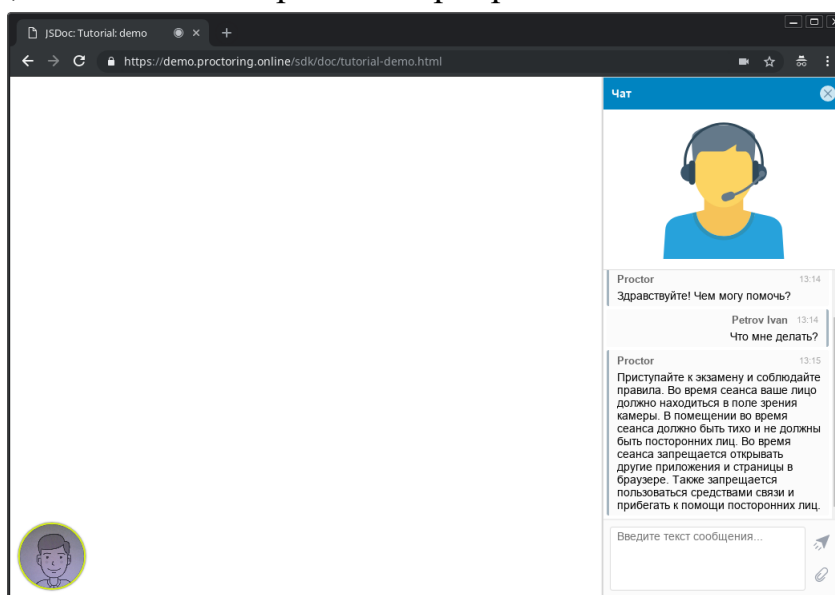 JSDoc: Tutorial: demo
https://demo.proctoring.online/sdk/doc/tutorial-demo.html
Чат
Proctor 13:14
Здравствуйте! Чем могу помочь?
Petrov Ivan 13:14
Что мне делать?
Proctor 13:15
Приступайте к экзамену и соблюдайте
правила. Во время сеанса ваше лицо
должно находиться в поле зрения
камеры. В помещении во время
сеанса должно быть тихо и не должны
быть посторонних лиц. Во время
сеанса запрещается открывать
другие приложения и страницы в
браузере. Также запрещается
пользоваться средствами связи и
прибегать к помощи посторонних лиц.
Введите текст сообщения...